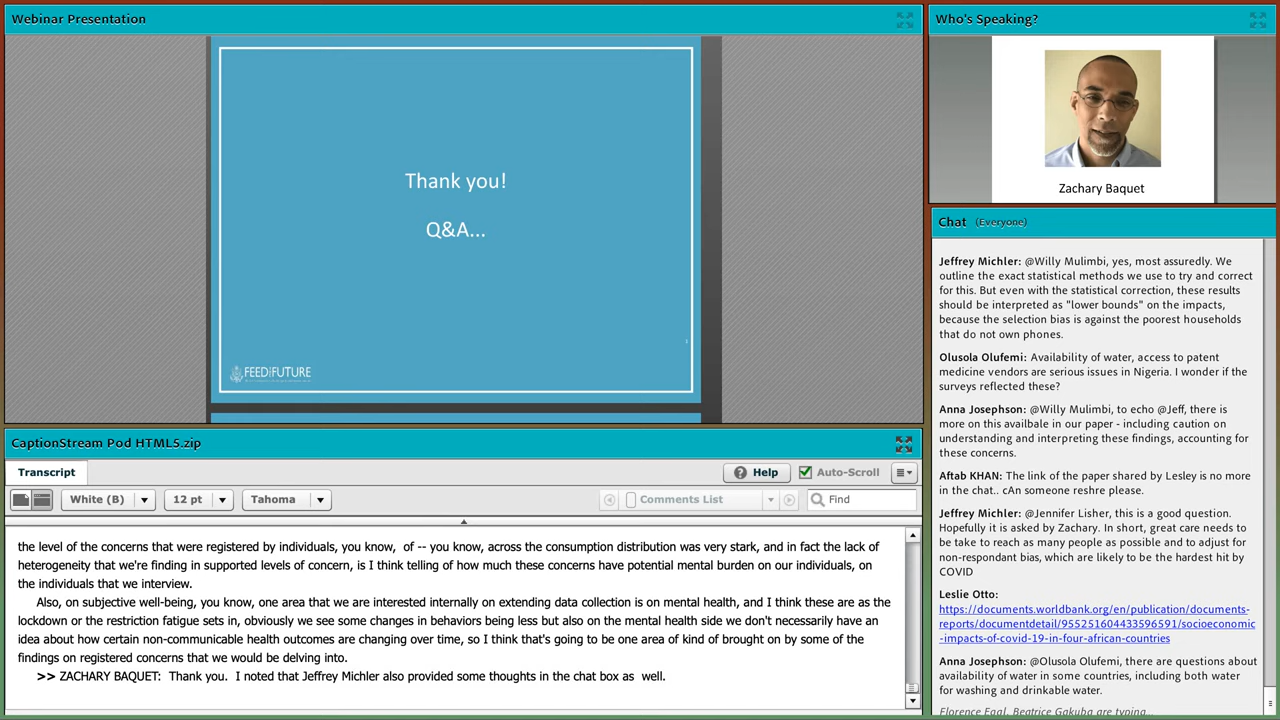 Webinar Presentation
Thank you!
Q&A...
FEED THE FUTURE
Who's Speaking?
Zachary Baquet
Chat (Everyone)
Jeffrey Michler: @Willy Mulimbi, yes, most assuredly. We
outline the exact statistical methods we use to try and correct
for this. But even with the statistical correction, these results
should be interpreted as "lower bounds" on the impacts,
because the selection bias is against the poorest households
that do not own phones.
Olusola Olufemi: Availability of water, access to patent
medicine vendors are serious issues in Nigeria. I wonder if the
surveys reflected these?
Anna Josephson: @Willy Mulimbi, to echo @Jeff, there is
more on this availbale in our paper - including caution on
understanding and interpreting these findings, accounting for
these concerns.
Aftab KHAN: The link of the paper shared by Lesley is no more
in the chat.. cAn someone reshre please.
Jeffrey Michler: @Jennifer Lisher, this is a good question.
Hopefully it is asked by Zachary. In short, great care needs to
be take to reach as many people as possible and to adjust for
non-respondant bias, which are likely to be the hardest hit by
COVID
Leslie Otto:
https://documents.worldbank.org/en/publication/documents-
reports/documentdetail/955251604433596591/socioeconomic
-impacts-of-covid-19-in-four-african-countries
Anna Josephson: @Olusola Olufemi, there are questions about
availability of water in some countries, including both water
for washing and drinkable water.
Florence Egal, Beatrice Gakuba are typing...
CaptionStream Pod HTML5.zip
Transcript
Help
Auto-Scroll
White (B)
12 pt
Tahoma
Comments List
Find
the level of the concerns that were registered by individuals, you know, of -- you know, across the consumption distribution was very stark, and in fact the lack of
heterogeneity that we're finding in supported levels of concern, is I think telling of how much these concerns have potential mental burden on our individuals, on
the individuals that we interview.
Also, on subjective well-being, you know, one area that we are interested internally on extending data collection is on mental health, and I think these are as the
lockdown or the restriction fatigue sets in, obviously we see some changes in behaviors being less but also on the mental health side we don't necessarily have an
idea about how certain non-communicable health outcomes are changing over time, so I think that's going to be one area of kind of brought on by some of the
findings on registered concerns that we would be delving into.
>> ZACHARY BAQUET: Thank you. I noted that Jeffrey Michler also provided some thoughts in the chat box as well.